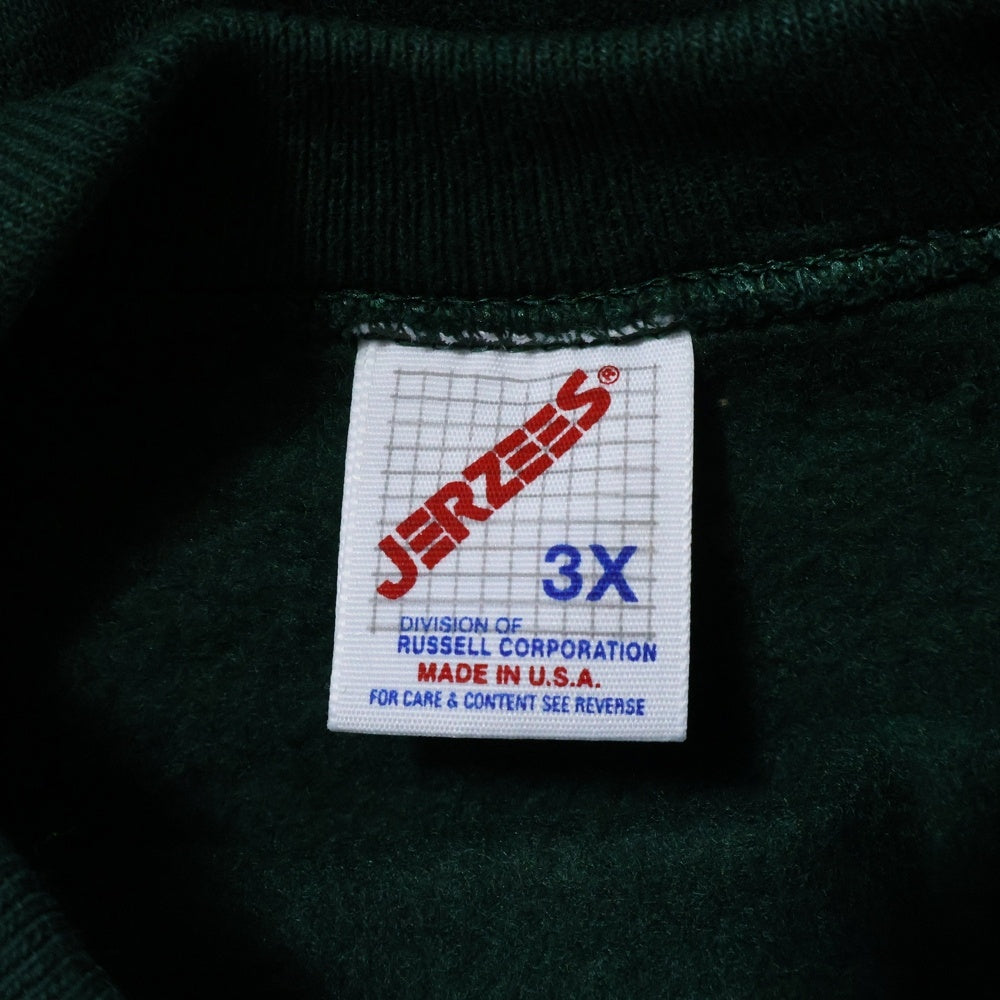 JERZEES®
3X
DIVISION OF
RUSSELL CORPORATION
MADE IN U.S.A.
FOR CARE & CONTENT SEE REVERSE